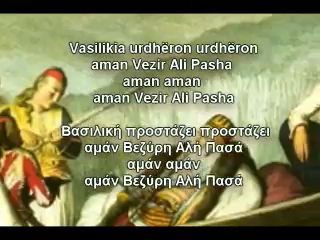 Vasilikia urdhëron urdhëron
aman Vezir Ali Pasha
aman aman
aman Vezir Ali Pasha
Βασιλική προστάζει προστάζει
αμάν Βεζύρη Αλή Πασά
αμάν αμάν
αμάν Βεζύρη Αλή Πασά